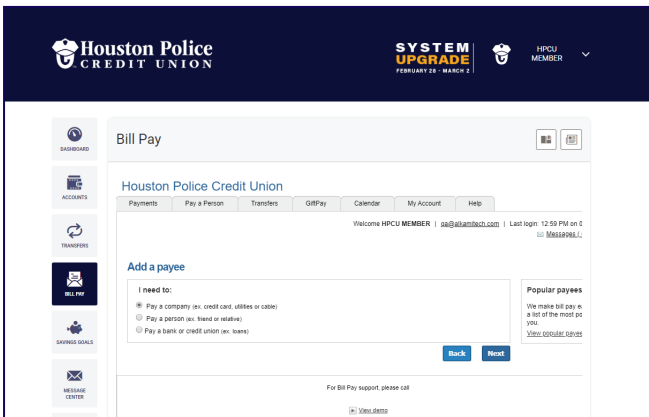 Houston Police
CREDIT UNION
SYSTEM
UPGRADE
FEBRUARY 28 - MARCH 2
HPCU
MEMBER
DASHBOARD
ACCOUNTS
TRANSFERS
BILL PAY
SAVINGS GOALS
MESSAGE
CENTER
Bill Pay
Houston Police Credit Union
Payments Pay a Person Transfers GiftPay Calendar My Account Help
Welcome HPCU MEMBER | qa@alkamitech.com | Last login: 12:59 PM on
Messages (
Add a payee
I need to:
Pay a company (ex. credit card, utilities or cable)
Pay a person (ex. friend or relative)
Pay a bank or credit union (ex. loans)
Back Next
Popular payees
We make bill pay
a list of the most
you.
View popular payee
For Bill Pay support, please call
View demo